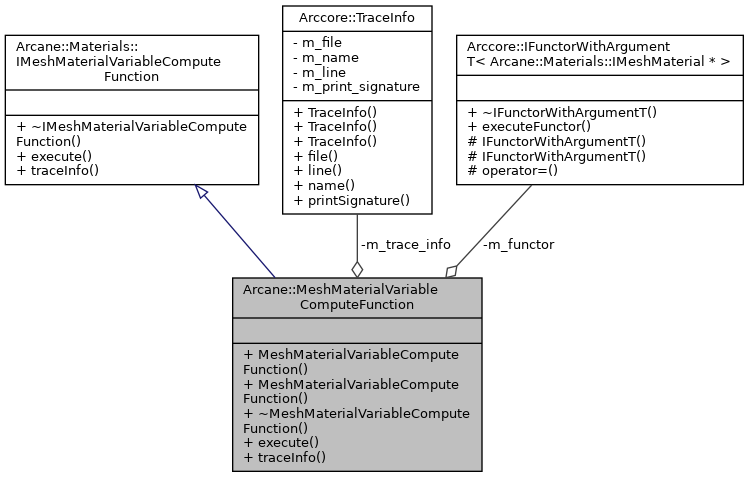 Arcane::Materials::
IMeshMaterialVariableCompute
Function
+ ~IMeshMaterialVariableCompute
Function()
+ execute()
+ traceInfo()
Arccore::TraceInfo
- m_file
- m_name
- m_line
- m_print_signature
+ TraceInfo()
+ TraceInfo()
+ TraceInfo()
+ file()
+ line()
+ name()
+ printSignature()
Arccore::IFunctorWithArgument
T< Arcane::Materials::IMeshMaterial * >
+ ~IFunctorWithArgumentT()
+ executeFunctor()
# IFunctorWithArgumentT()
# IFunctorWithArgumentT()
# operator=()
-m_trace_info
-m_functor
Arcane::MeshMaterialVariable
ComputeFunction
+ MeshMaterialVariableCompute
Function()
+ MeshMaterialVariableCompute
Function()
+ ~MeshMaterialVariableCompute
Function()
+ execute()
+ traceInfo()